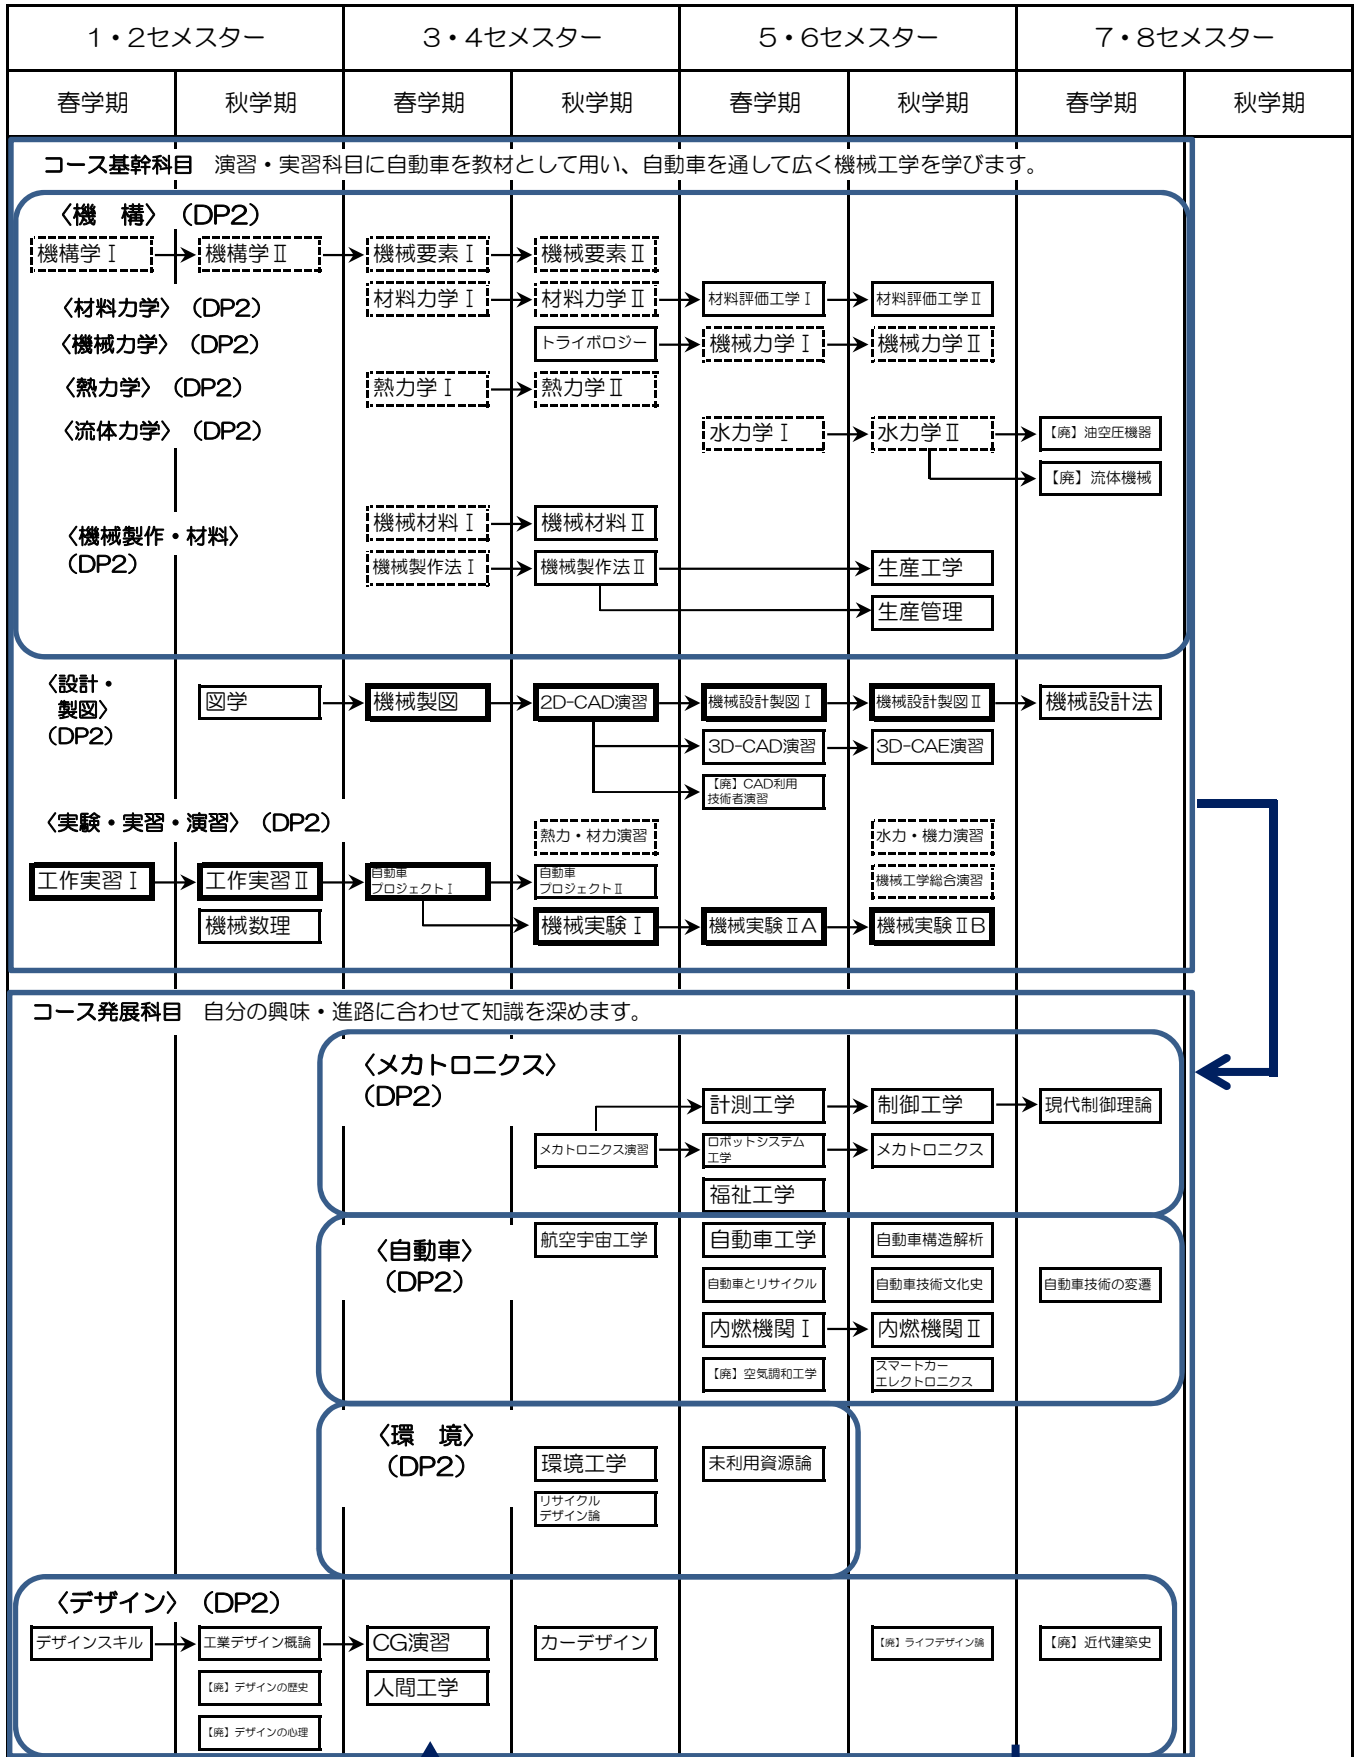 1・2セメスター
3・4セメスター
5・6セメスター
7・8セメスター
春学期
秋学期
春学期
秋学期
春学期
秋学期
春学期
秋学期
コース基幹科目　演習・実習科目に自動車を教材として用い、自動車を通して広く機械工学を学びます。
〈機　構〉（DP2）
機構学Ⅰ
機構学Ⅱ
機械要素Ⅰ
機械要素Ⅱ
〈材料力学〉（DP2）
材料力学Ⅰ
材料力学Ⅱ
材料評価工学Ⅰ
材料評価工学Ⅱ
〈機械力学〉（DP2）
トライボロジー
機械力学Ⅰ
機械力学Ⅱ
〈熱力学〉（DP2）
熱力学Ⅰ
熱力学Ⅱ
〈流体力学〉（DP2）
水力学Ⅰ
水力学Ⅱ
【廃】油空圧機器
【廃】流体機械
〈機械製作・材料〉
（DP2）
機械材料Ⅰ
機械材料Ⅱ
機械製作法Ⅰ
機械製作法Ⅱ
生産工学
生産管理
〈設計・
製図〉
（DP2）
図学
機械製図
2D-CAD演習
機械設計製図Ⅰ
機械設計製図Ⅱ
機械設計法
3D-CAD演習
3D-CAE演習
【廃】CAD利用
技術者演習
〈実験・実習・演習〉（DP2）
熱力・材力演習
水力・機力演習
工作実習Ⅰ
工作実習Ⅱ
自動車
プロジェクトⅠ
自動車
プロジェクトⅡ
機械工学総合演習
機械数理
機械実験Ⅰ
機械実験ⅡA
機械実験ⅡB
コース発展科目　自分の興味・進路に合わせて知識を深めます。
〈メカトロニクス〉
（DP2）
計測工学
制御工学
現代制御理論
メカトロニクス演習
ロボットシステム
工学
メカトロニクス
福祉工学
〈自動車〉
（DP2）
航空宇宙工学
自動車工学
自動車構造解析
自動車とリサイクル
自動車技術文化史
自動車技術の変遷
内燃機関Ⅰ
内燃機関Ⅱ
【廃】空気調和工学
スマートカー
エレクトロニクス
〈環　境〉
（DP2）
環境工学
未利用資源論
リサイクル
デザイン論
〈デザイン〉（DP2）
デザインスキル
工業デザイン概論
CG演習
カーデザイン
【廃】ライフデザイン論
【廃】近代建築史
【廃】デザインの歴史
人間工学
【廃】デザインの心理